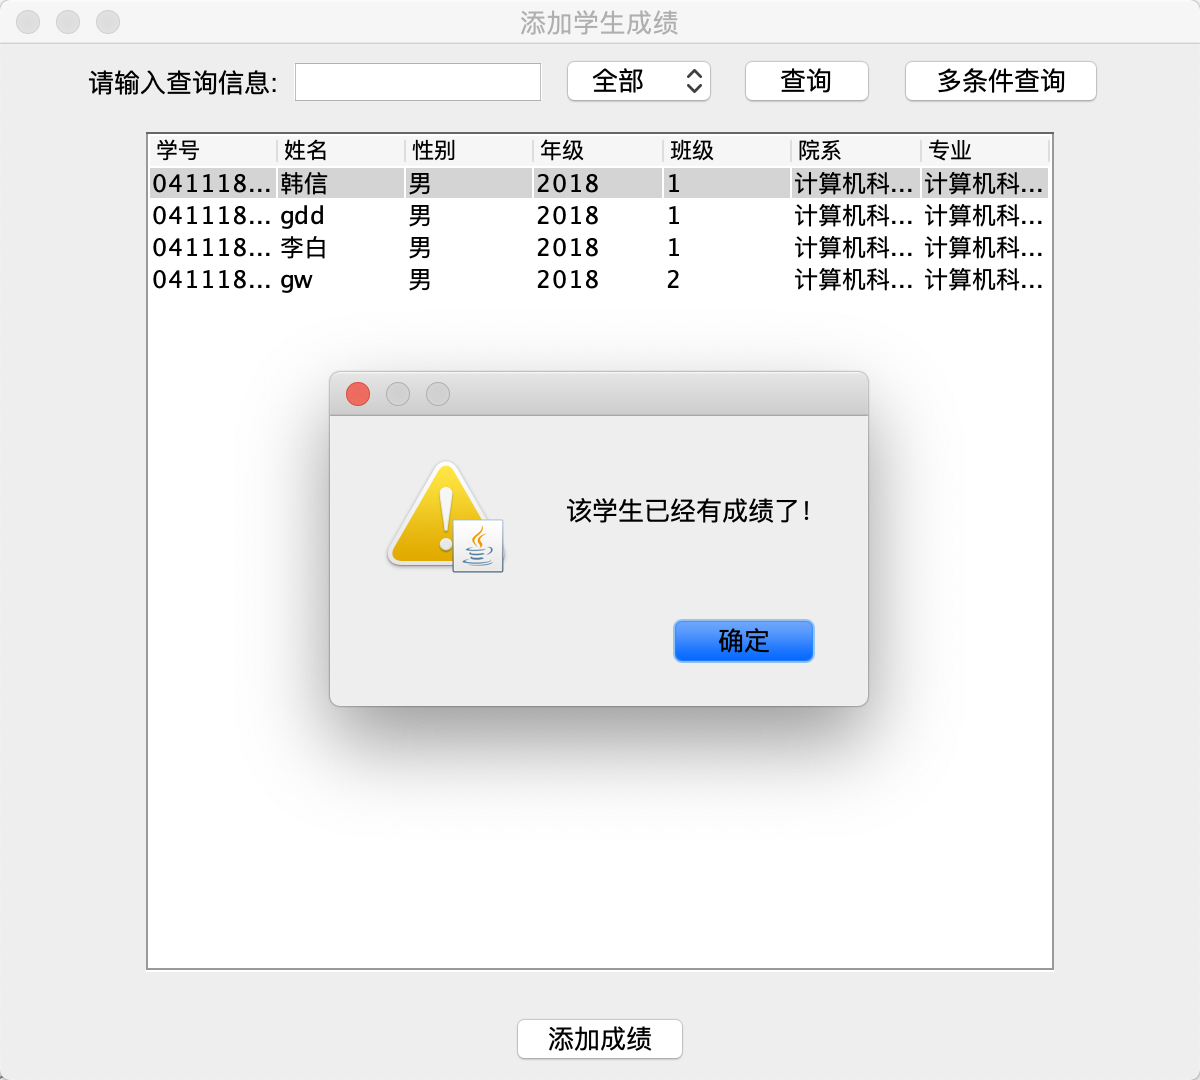 添加学生成绩
请输入查询信息: 全部 查询 多条件查询
学号 姓名 性别 年级 班级 院系 专业
041118... 韩信 男 2018 1 计算机科... 计算机科...
041118... gdd 男 2018 1 计算机科... 计算机科...
041118... 李白 男 2018 1 计算机科... 计算机科...
041118... gw 男 2018 2 计算机科... 计算机科...
该学生已经有成绩了!
确定
添加成绩